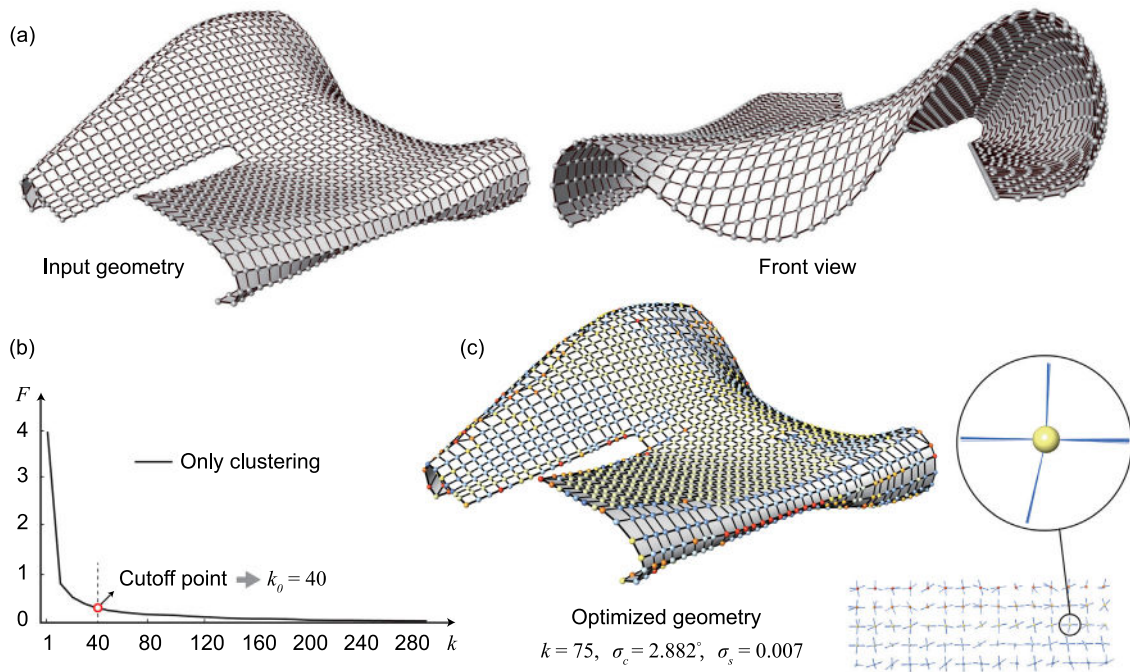 (a)
Input geometry
Front view
(b)
F
4
3
2
1
0
Only clustering
Cutoff point k₀ = 40
1 40 80 120 160 200 240 280 k
(c)
Optimized geometry
k = 75, σc = 2.882°, σs = 0.007